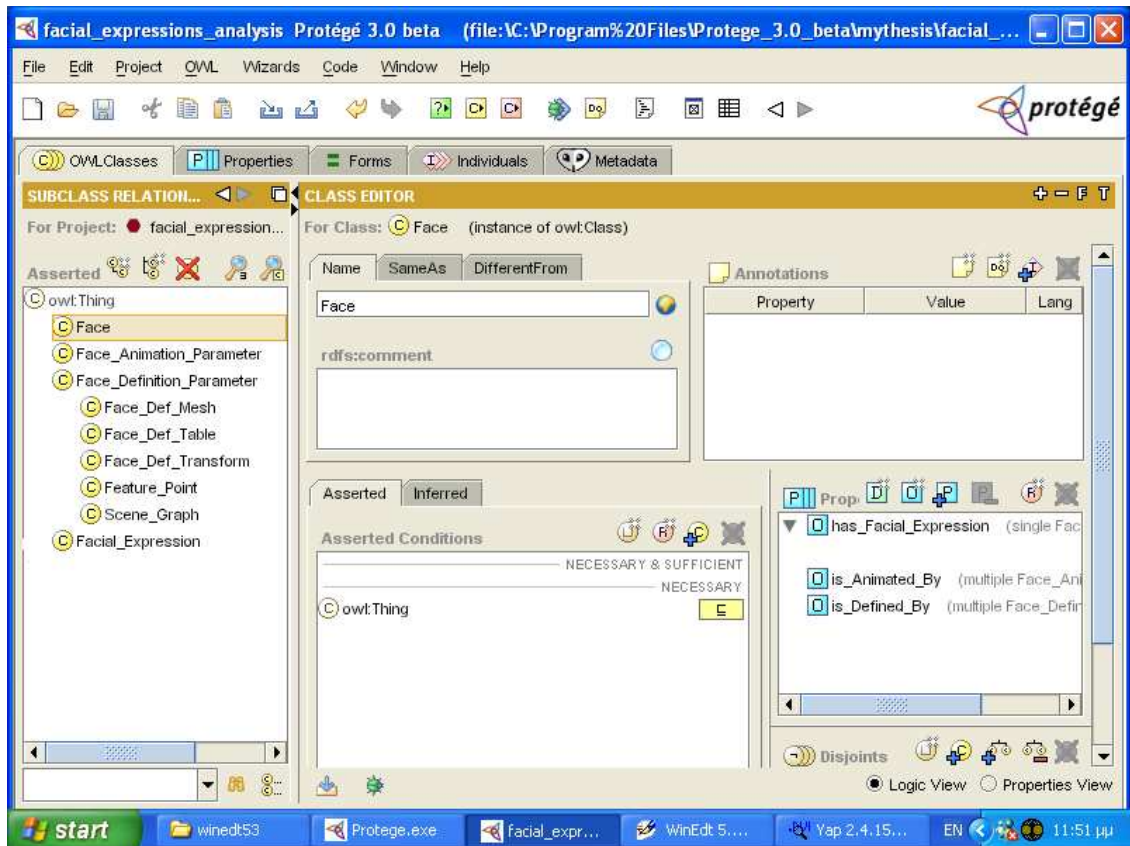 facial_expressions_analysis Protégé 3.0 beta (file:\C:\Program%20Files\Protege_3.0_beta\mythesis\facial_...
File Edit Project OWL Wizards Code Window Help
protégé
OWLClasses Properties Forms Individuals Metadata
SUBCLASS RELATION... CLASS EDITOR
For Project: facial_expression... For Class: Face (instance of owl:Class)
Asserted
Name SameAs DifferentFrom
Annotations
Property Value Lang
Face
rdfs:comment
owl:Thing
Face
Face_Animation_Parameter
Face_Definition_Parameter
Face_Def_Mesh
Face_Def_Table
Face_Def_Transform
Feature_Point
Scene_Graph
Facial_Expression
Asserted Inferred
Asserted Conditions
NECESSARY & SUFFICIENT
NECESSARY
owl:Thing
Prop
has_Facial_Expression (single Fac
is_Animated_By (multiple Face_Ani
is_Defined_By (multiple Face_Defin
Disjoints
Logic View Properties View
start winedt53 Protege.exe facial_expr... WinEdt 5.... Yap 2.4.15... EN 11:51 μμ